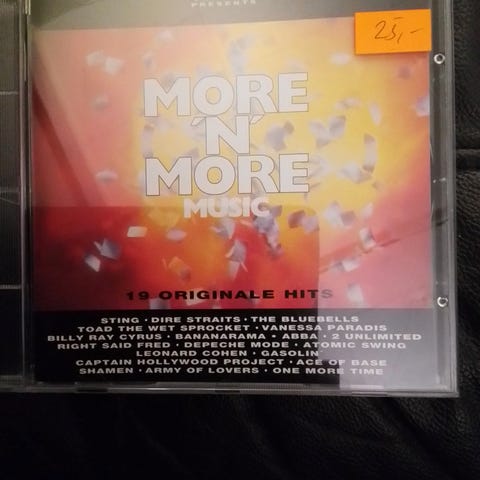 PRESENTS
25,-
MORE
'N'
MORE
MUSIC
19 ORIGINALE HITS
STING · DIRE STRAITS · THE BLUEBELLS
TOAD THE WET SPROCKET · VANESSA PARADIS
BILLY RAY CYRUS · BANANARAMA · ABBA · 2 UNLIMITED
RIGHT SAID FRED · DEPECHE MODE · ATOMIC SWING
LEONARD COHEN · GASOLIN'
CAPTAIN HOLLYWOOD PROJECT · ACE OF BASE
SHAMEN · ARMY OF LOVERS · ONE MORE TIME